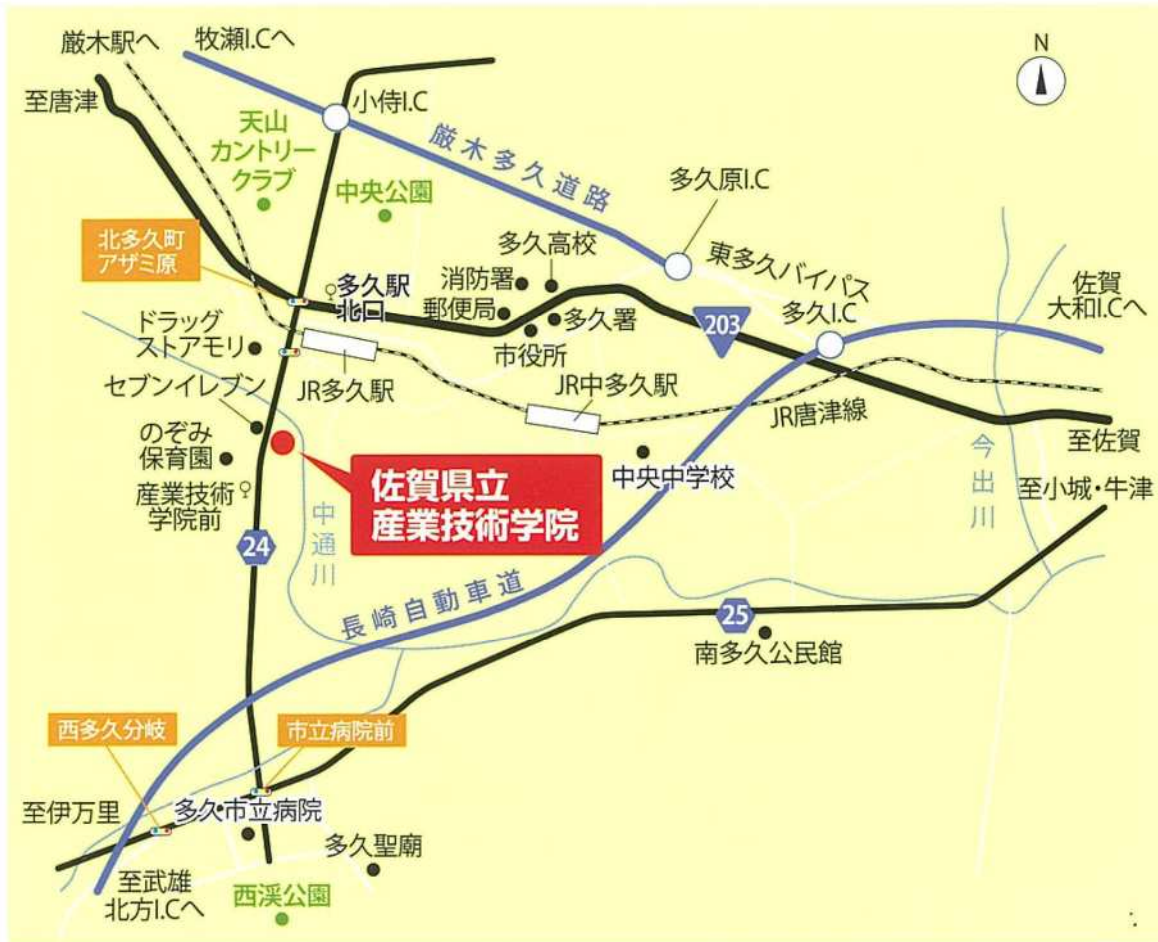 厳木駅へ
牧瀬I.Cへ
N
至唐津
小侍I.C
天山
カントリー
クラブ
厳木多久道路
中央公園
多久原I.C
北多久町
アザミ原
多久高校
東多久バイパス
消防署
多久駅
北口
郵便局
多久署
佐賀
大和I.Cへ
203
多久I.C
ドラッグ
ストアモリ
市役所
セブンイレブン
JR多久駅
JR中多久駅
JR唐津線
のぞみ
保育園
至佐賀
佐賀県立
産業技術学院
中央中学校
今出川
産業技術
学院前
至小城・牛津
中通川
24
長崎自動車道
25
南多久公民館
西多久分岐
市立病院前
至伊万里
多久市立病院
多久聖廟
至武雄
北方I.Cへ
西渓公園